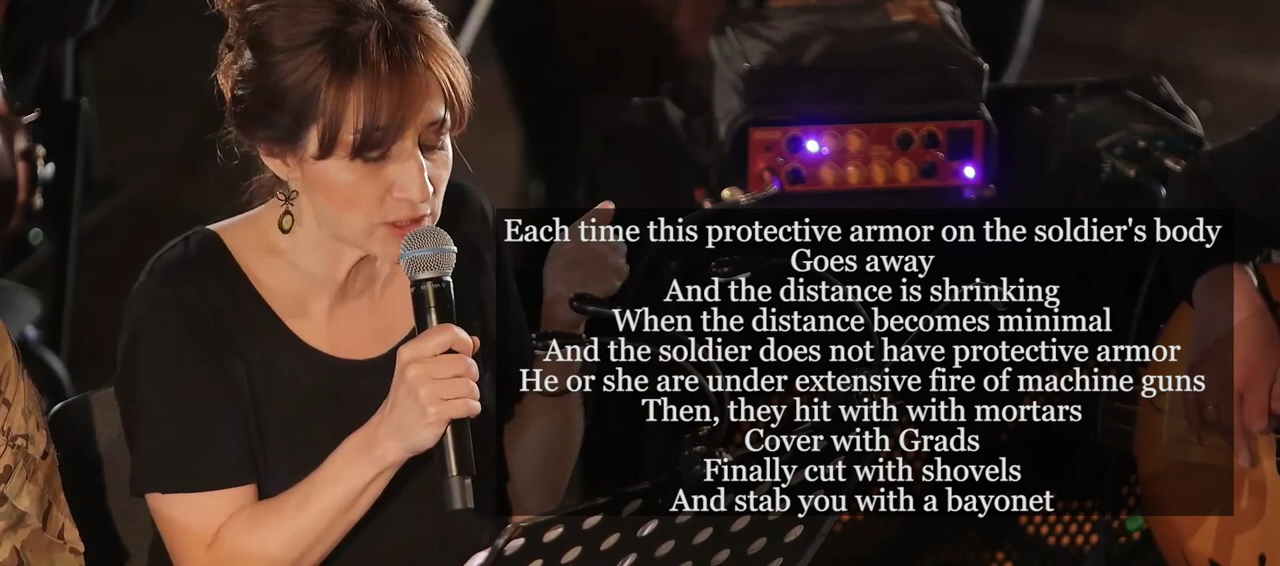 Each time this protective armor on the soldier's body
Goes away
And the distance is shrinking
When the distance becomes minimal
And the soldier does not have protective armor
He or she are under extensive fire of machine guns
Then, they hit with with mortars
Cover with Grads
Finally cut with shovels
And stab you with a bayonet